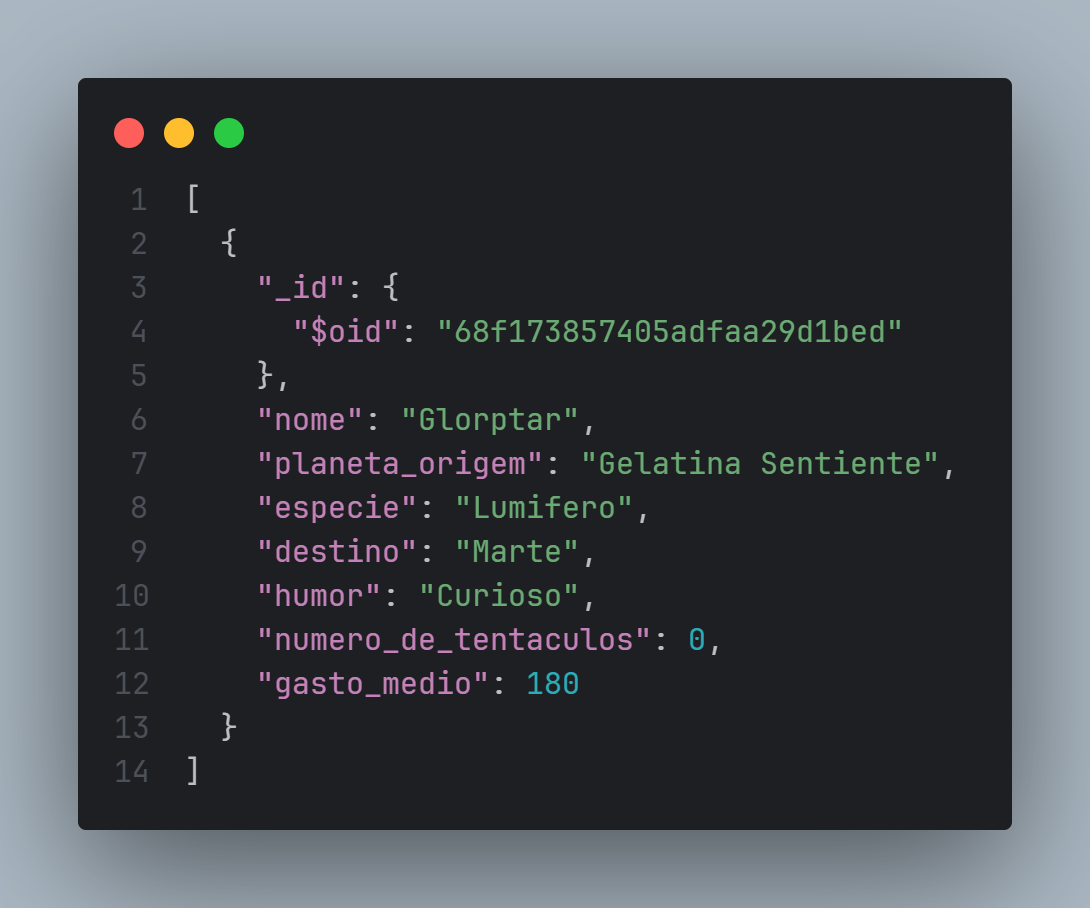 1 [
2   {
3     "_id": {
4       "$oid": "68f173857405adfaa29d1bed"
5     },
6     "nome": "Glorptar",
7     "planeta_origem": "Gelatina Sentiente",
8     "especie": "Lumifero",
9     "destino": "Marte",
10     "humor": "Curioso",
11     "numero_de_tentaculos": 0,
12     "gasto_medio": 180
13   }
14 ]